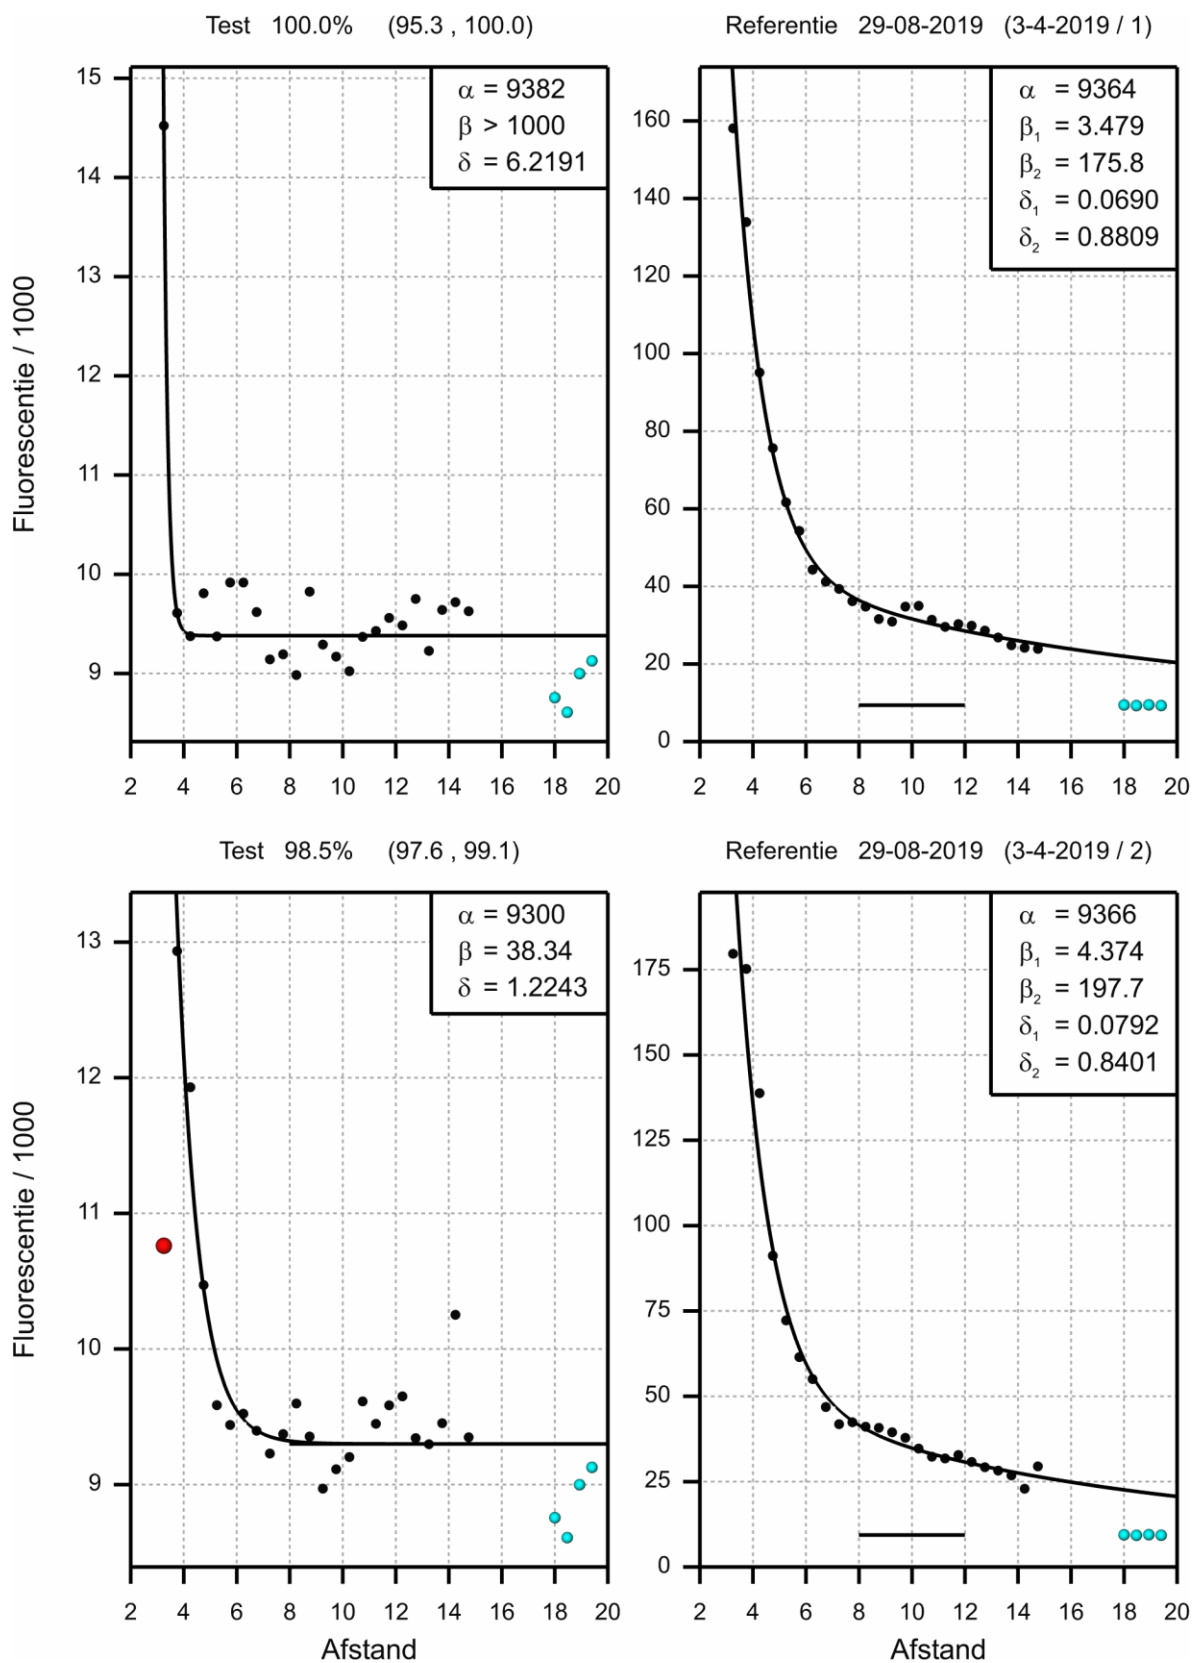 Test 100.0% (95.3 , 100.0)
Referentie 29-08-2019 (3-4-2019 / 1)
α = 9382
β > 1000
δ = 6.2191
α = 9364
β1 = 3.479
β2 = 175.8
δ1 = 0.0690
δ2 = 0.8809
Fluorescentie / 1000
15
14
13
12
11
10
9
2 4 6 8 10 12 14 16 18 20
160
140
120
100
80
60
40
20
0
2 4 6 8 10 12 14 16 18 20
Test 98.5% (97.6 , 99.1)
Referentie 29-08-2019 (3-4-2019 / 2)
α = 9300
β = 38.34
δ = 1.2243
α = 9366
β1 = 4.374
β2 = 197.7
δ1 = 0.0792
δ2 = 0.8401
Fluorescentie / 1000
13
12
11
10
9
2 4 6 8 10 12 14 16 18 20
Afstand
175
150
125
100
75
50
25
0
2 4 6 8 10 12 14 16 18 20
Afstand